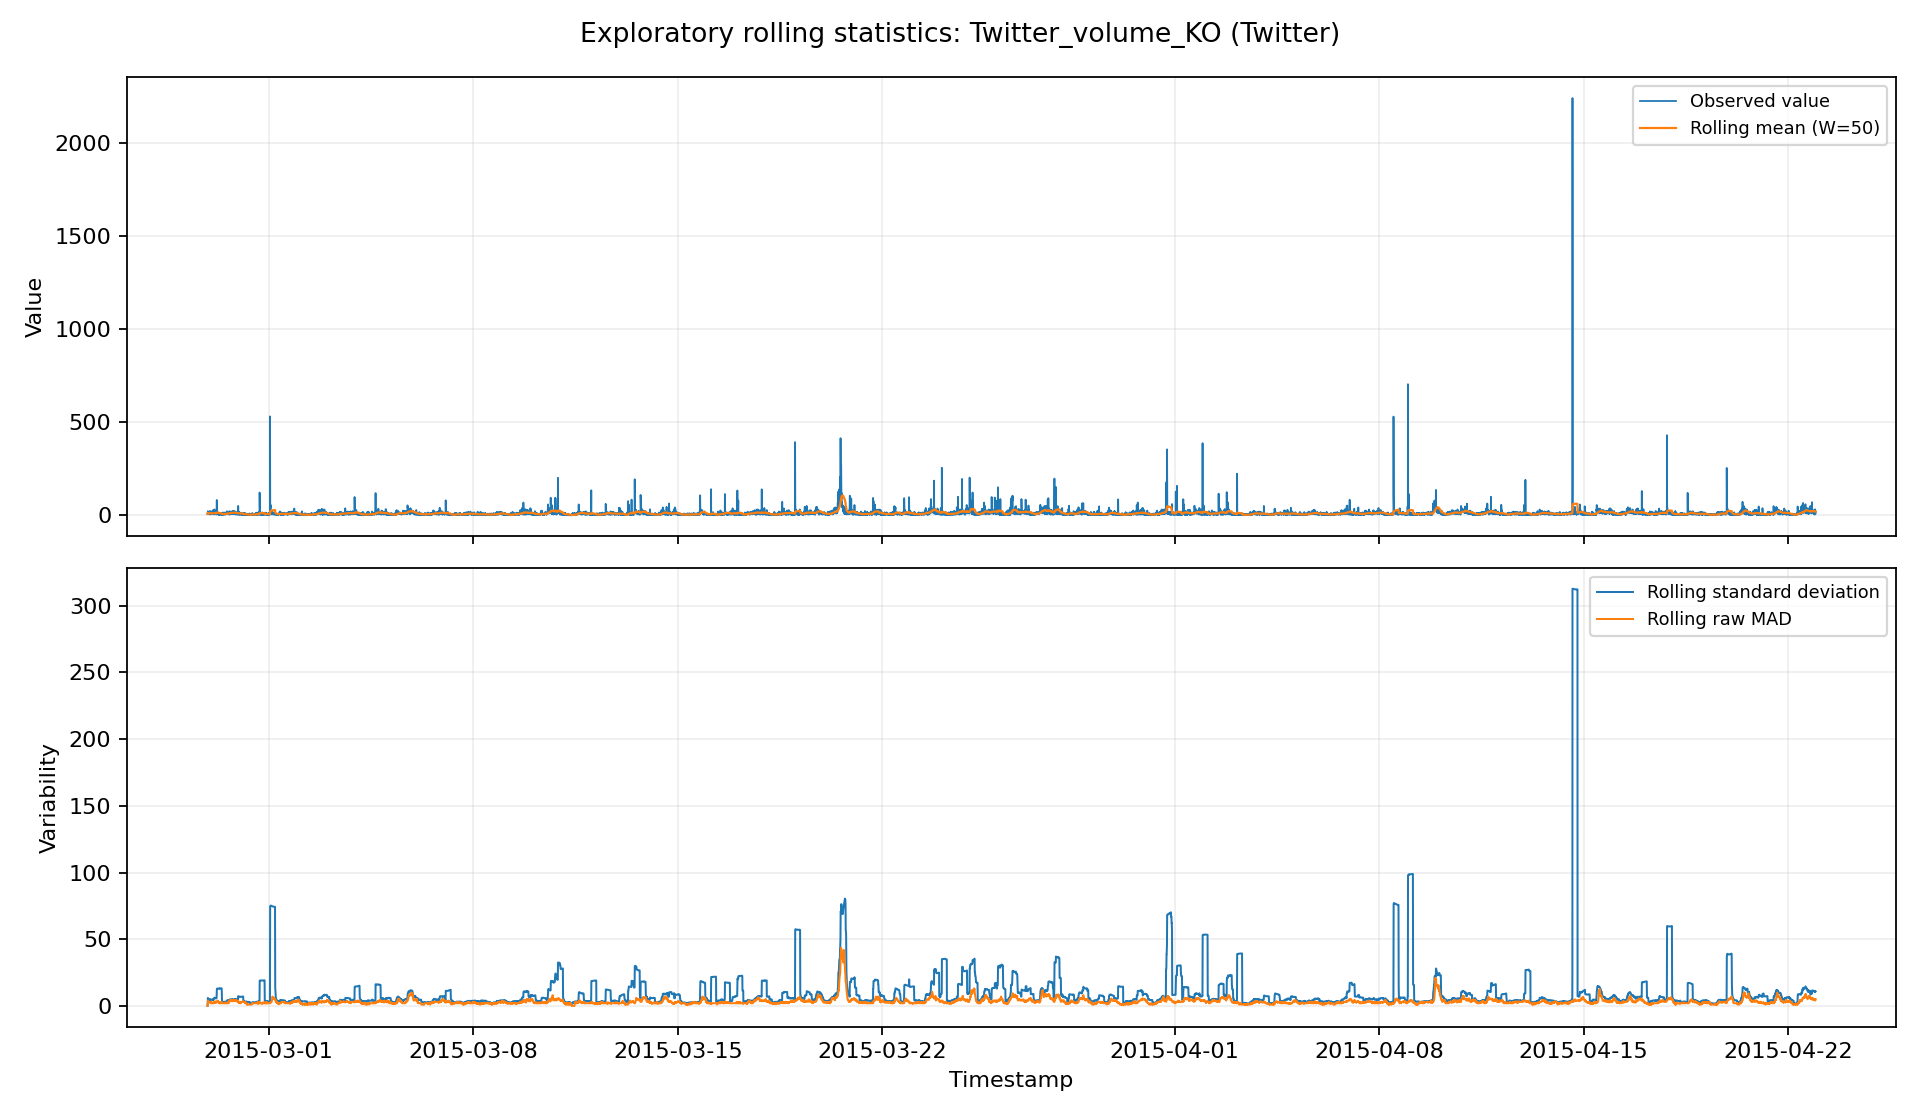 Exploratory rolling statistics: Twitter_volume_KO (Twitter)
Observed value
Rolling mean (W=50)
2000
1500
1000
500
0
Value
Rolling standard deviation
Rolling raw MAD
300
250
200
150
100
50
0
Variability
2015-03-01 2015-03-08 2015-03-15 2015-03-22 2015-04-01 2015-04-08 2015-04-15 2015-04-22
Timestamp